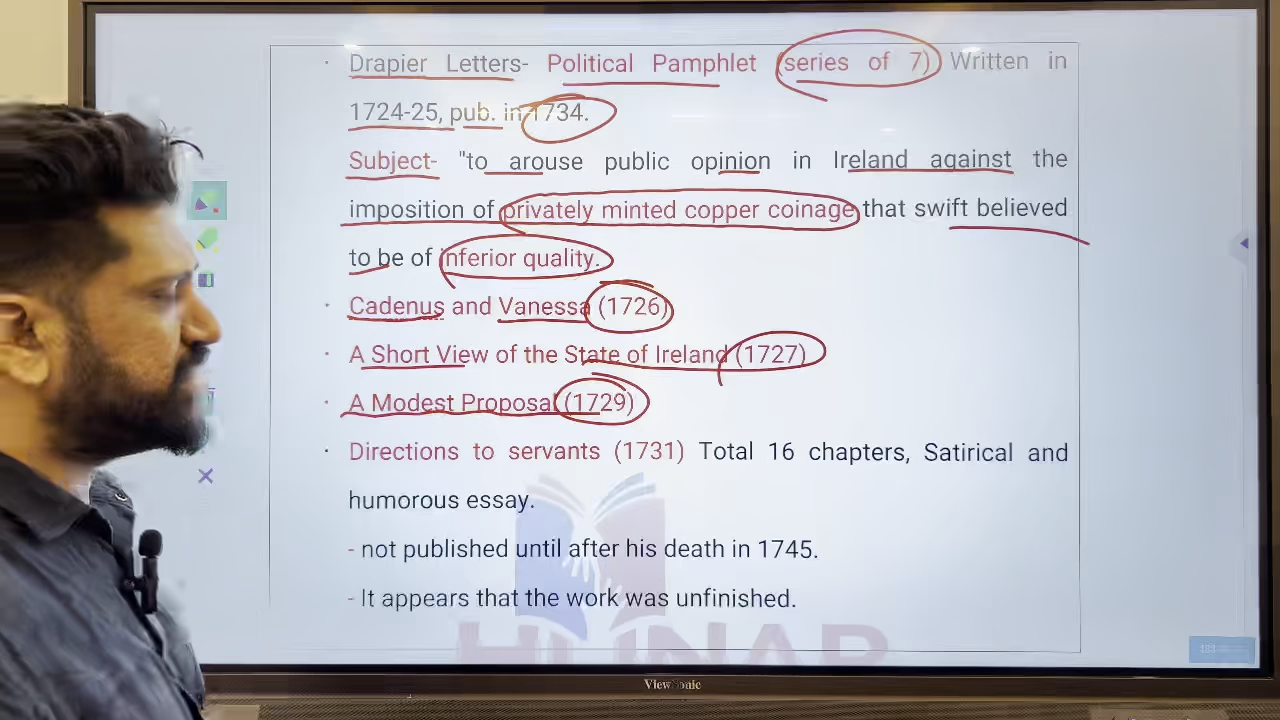 · Drapier Letters- Political Pamphlet (series of 7) Written in
1724-25, pub. in 1734.
Subject- "to arouse public opinion in Ireland against the
imposition of privately minted copper coinage that swift believed
to be of inferior quality.
· Cadenus and Vanessa (1726)
· A Short View of the State of Ireland (1727)
· A Modest Proposal (1729)
· Directions to servants (1731) Total 16 chapters, Satirical and
humorous essay.
- not published until after his death in 1745.
- It appears that the work was unfinished.
HUNAR
ViewSonic